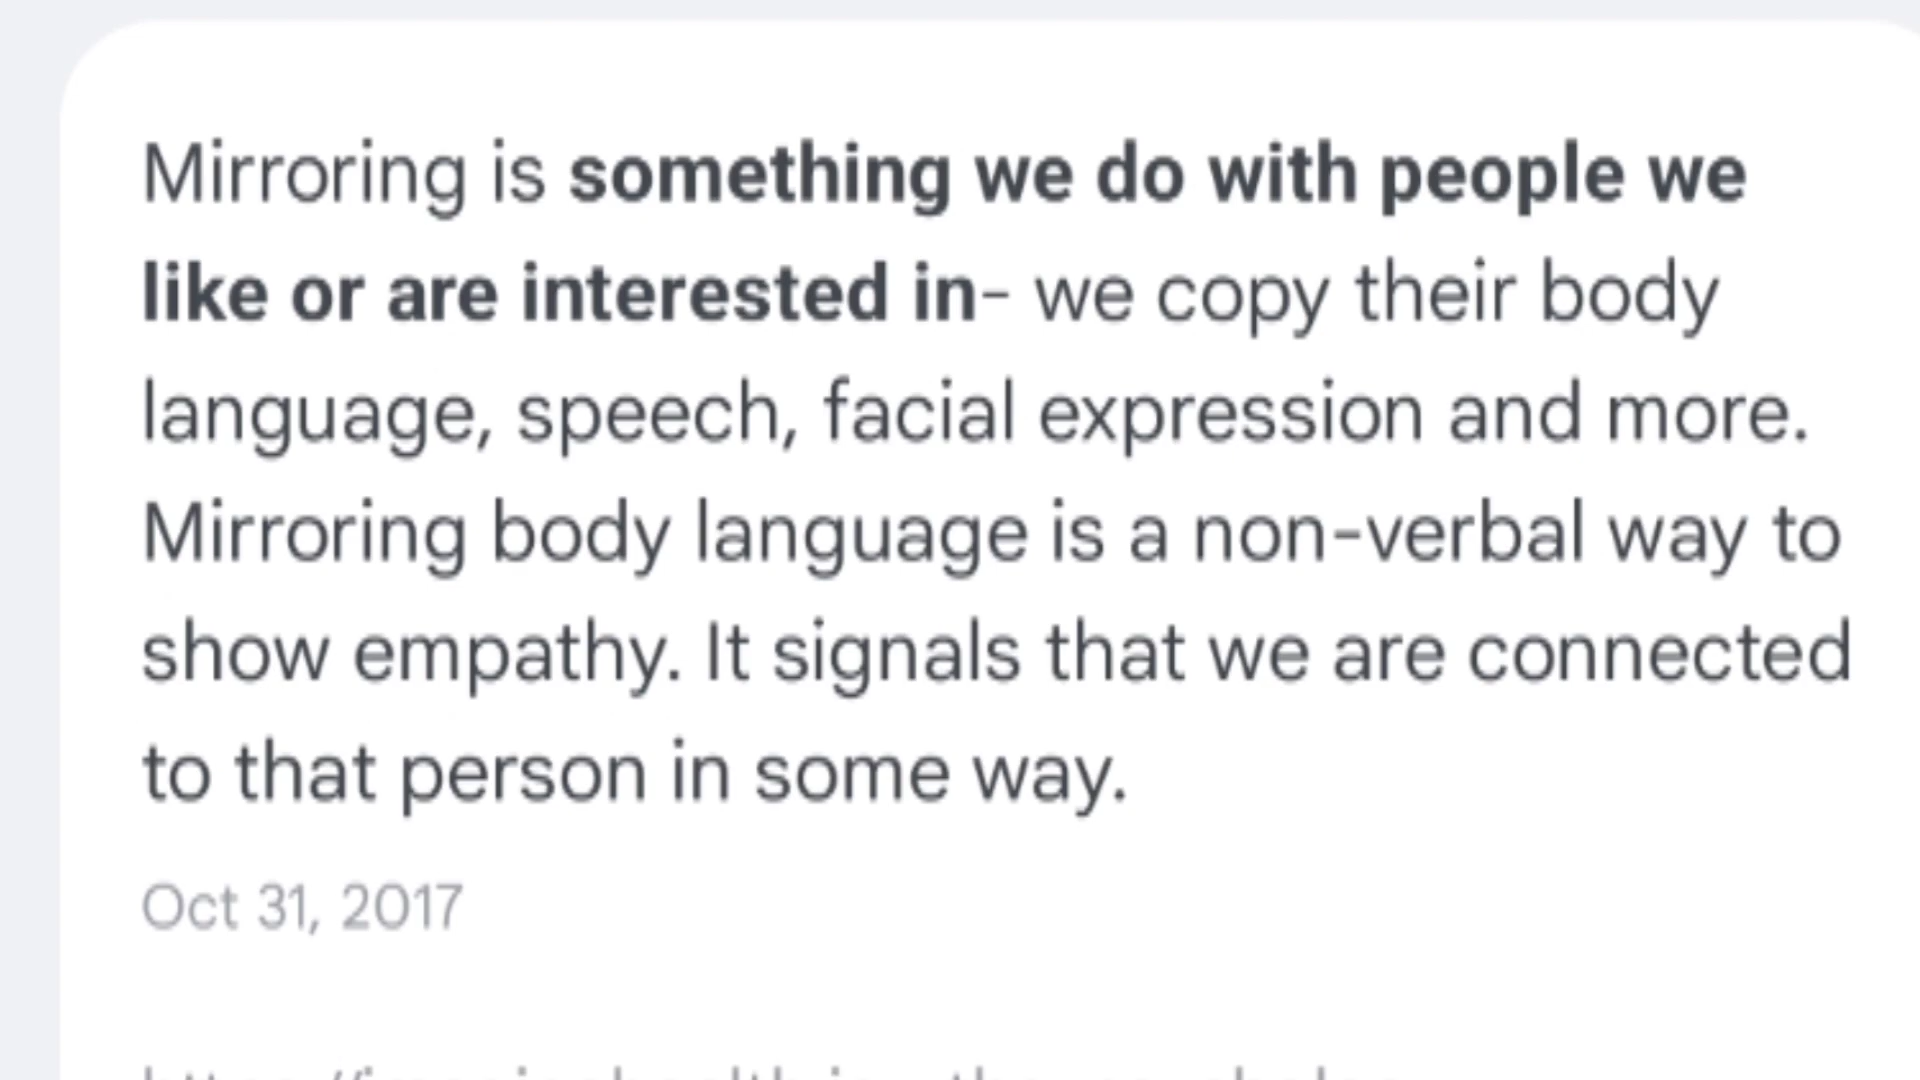 Mirroring is something we do with people we
like or are interested in- we copy their body
language, speech, facial expression and more.
Mirroring body language is a non-verbal way to
show empathy. It signals that we are connected
to that person in some way.
Oct 31, 2017